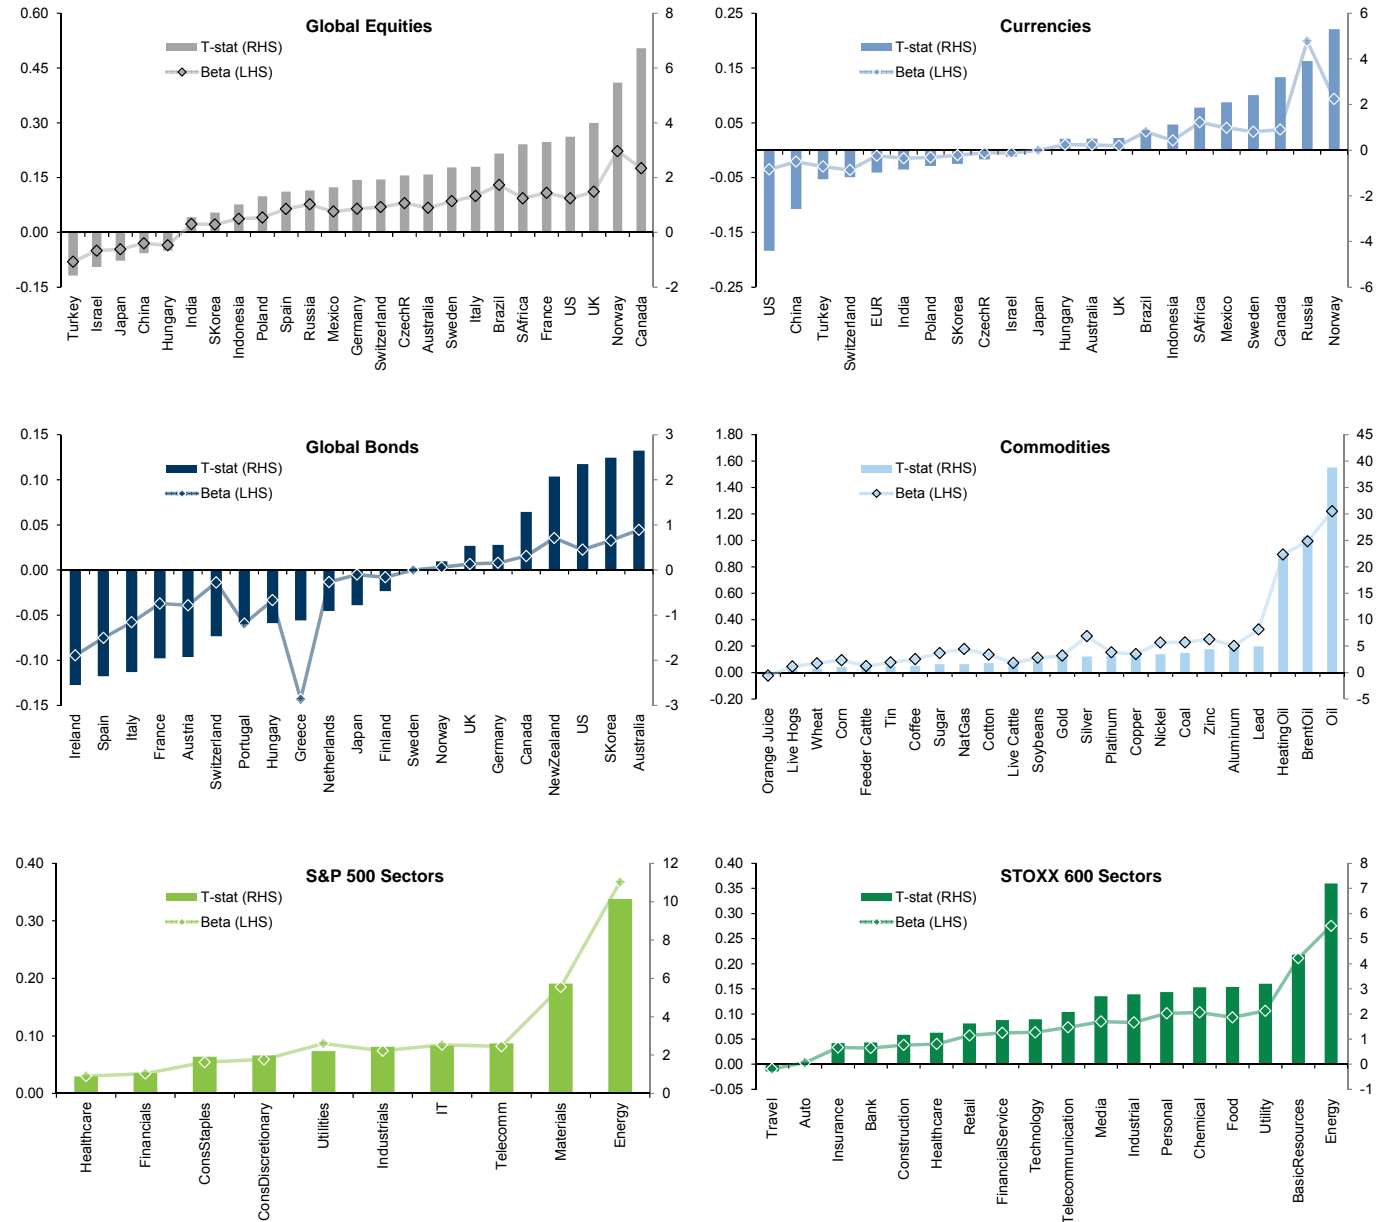 Global Equities
T-stat (RHS)
Beta (LHS)
0.60
0.45
0.30
0.15
0.00
-0.15
8
6
4
2
0
-2
Turkey
Israel
Japan
China
Hungary
India
SKorea
Indonesia
Poland
Spain
Russia
Mexico
Germany
Switzerland
CzechR
Australia
Sweden
Italy
Brazil
SAfrica
France
US
UK
Norway
Canada
Currencies
T-stat (RHS)
Beta (LHS)
0.25
0.15
0.05
-0.05
-0.15
-0.25
6
4
2
0
-2
-4
-6
US
China
Turkey
Switzerland
EUR
India
Poland
SKorea
CzechR
Israel
Japan
Hungary
Australia
UK
Brazil
Indonesia
SAfrica
Mexico
Sweden
Canada
Russia
Norway
Global Bonds
T-stat (RHS)
Beta (LHS)
0.15
0.10
0.05
0.00
-0.05
-0.10
-0.15
3
2
1
0
-1
-2
-3
Ireland
Spain
Italy
France
Austria
Switzerland
Portugal
Hungary
Greece
Netherlands
Japan
Finland
Sweden
Norway
UK
Germany
Canada
NewZealand
US
SKorea
Australia
Commodities
T-stat (RHS)
Beta (LHS)
1.80
1.60
1.40
1.20
1.00
0.80
0.60
0.40
0.20
0.00
-0.20
45
40
35
30
25
20
15
10
5
0
-5
Orange Juice
Live Hogs
Wheat
Corn
Feeder Cattle
Tin
Coffee
Sugar
NatGas
Cotton
Live Cattle
Soybeans
Gold
Silver
Platinum
Copper
Nickel
Coal
Zinc
Aluminum
Lead
HeatingOil
BrentOil
Oil
S&P 500 Sectors
T-stat (RHS)
Beta (LHS)
0.40
0.30
0.20
0.10
0.00
12
10
8
6
4
2
0
Healthcare
Financials
ConsStaples
ConsDiscretionary
Utilities
Industrials
IT
Telecomm
Materials
Energy
STOXX 600 Sectors
T-stat (RHS)
Beta (LHS)
0.40
0.35
0.30
0.25
0.20
0.15
0.10
0.05
0.00
-0.05
8
7
6
5
4
3
2
1
0
-1
Travel
Auto
Insurance
Bank
Construction
Healthcare
Retail
FinancialService
Technology
Telecommunication
Media
Industrial
Personal
Chemical
Food
Utility
BasicResources
Energy